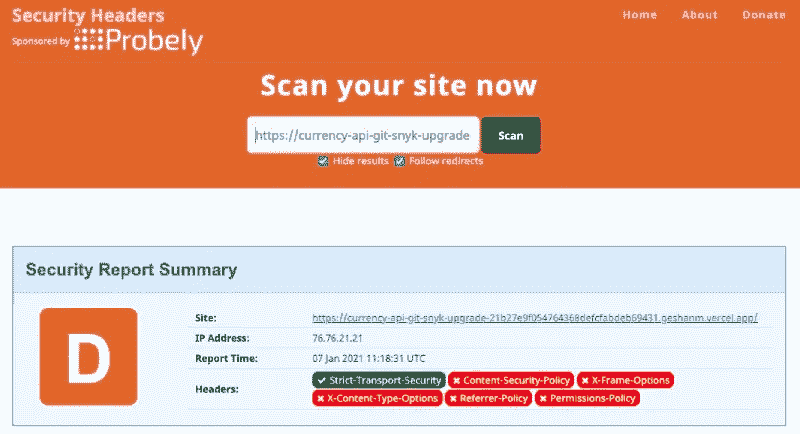 Security Headers
Home About Donate
Sponsored by Probely
Scan your site now
https://currency-api-git-snyk-upgrade Scan
Hide results Follow redirects
Security Report Summary
D
Site: https://currency-api-git-snyk-upgrade-21b27e9f054764368defcfabdeb69431.geshanm.vercel.app/
IP Address: 76.76.21.21
Report Time: 07 Jan 2021 11:18:31 UTC
Headers: Strict-Transport-Security Content-Security-Policy X-Frame-Options
X-Content-Type-Options Referrer-Policy Permissions-Policy